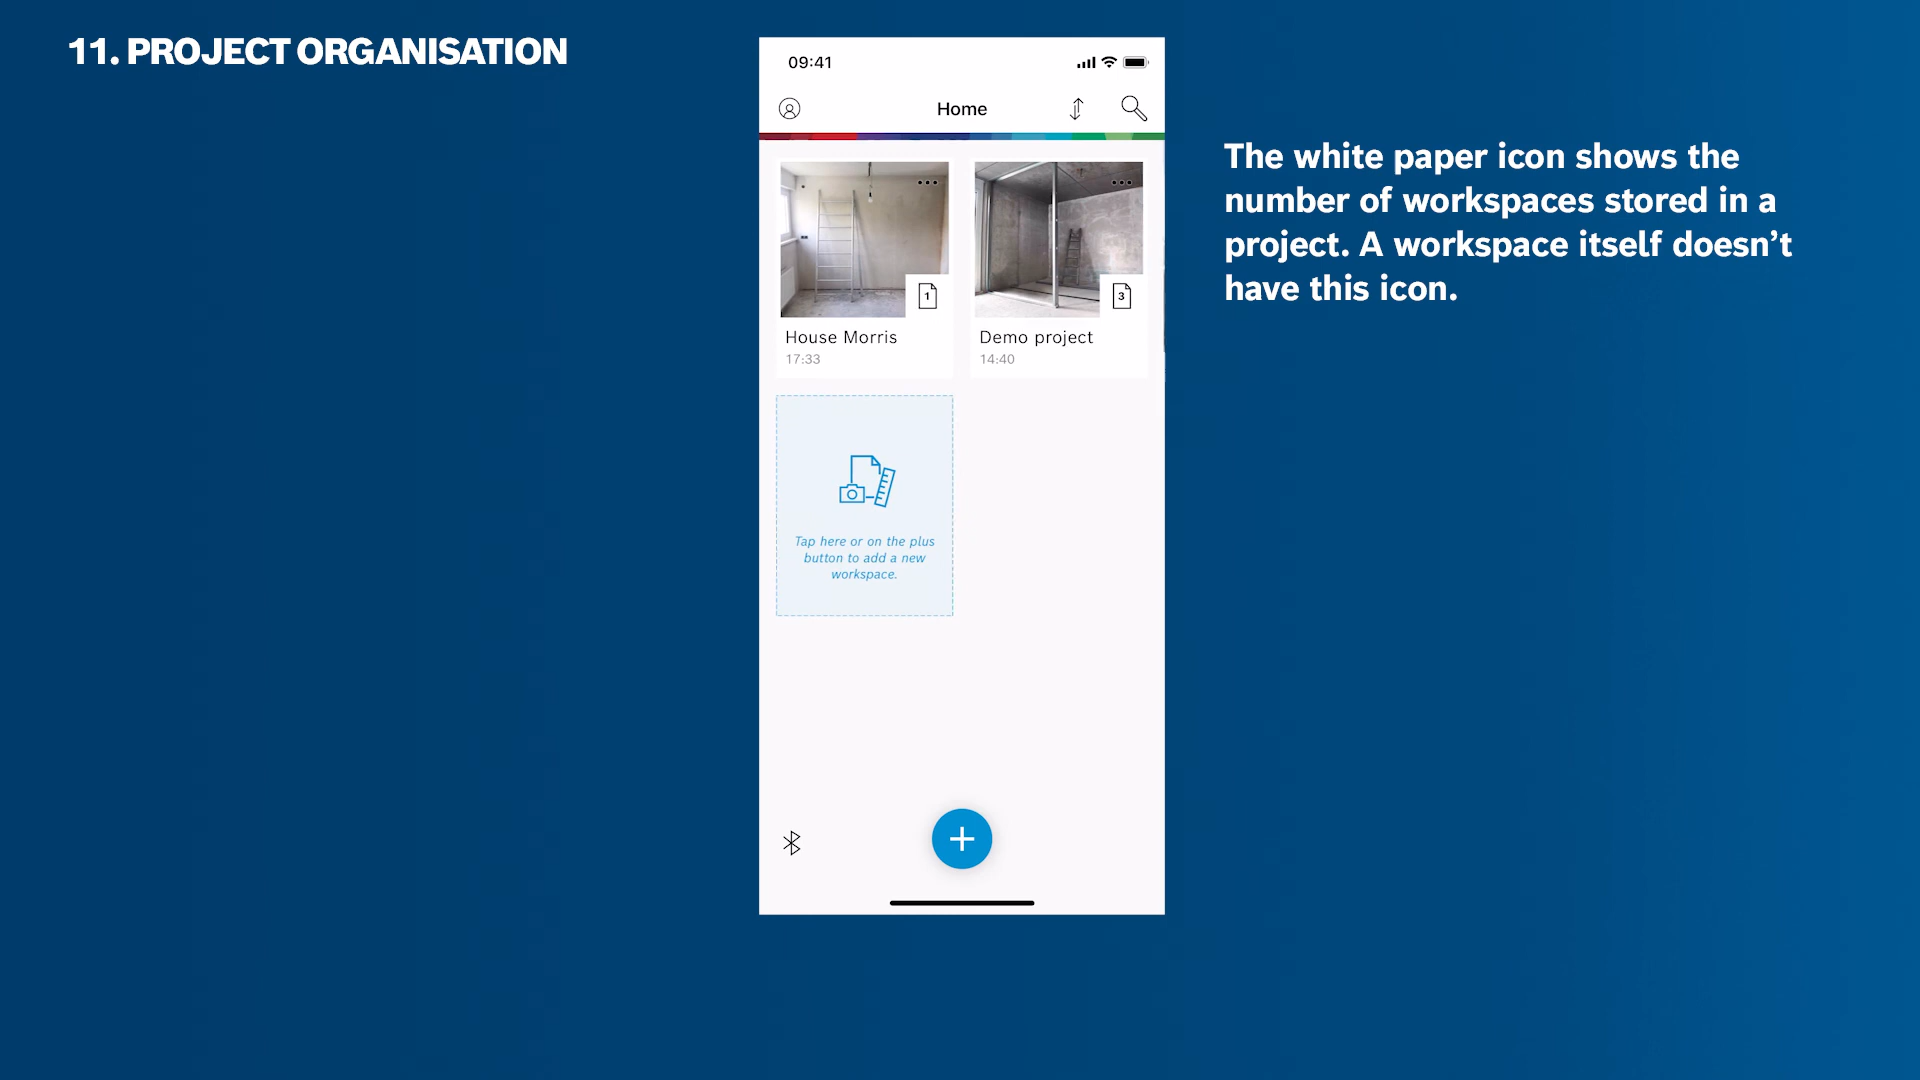 11. PROJECT ORGANISATION
09:41
Home
The white paper icon shows the
number of workspaces stored in a
project. A workspace itself doesn’t
have this icon.
1
3
House Morris
Demo project
17:33
14:40
Tap here or on the plus
button to add a new
workspace.